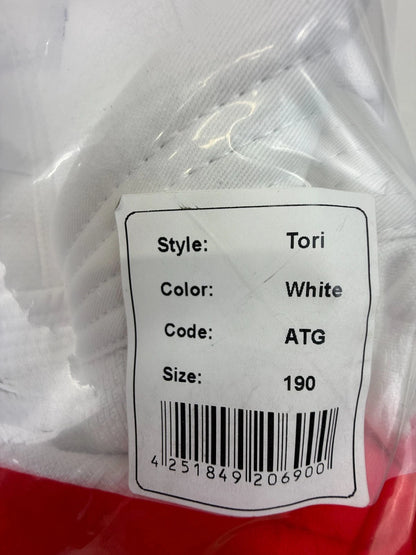 Style: Tori
Color: White
Code: ATG
Size: 190
4 251849 206900